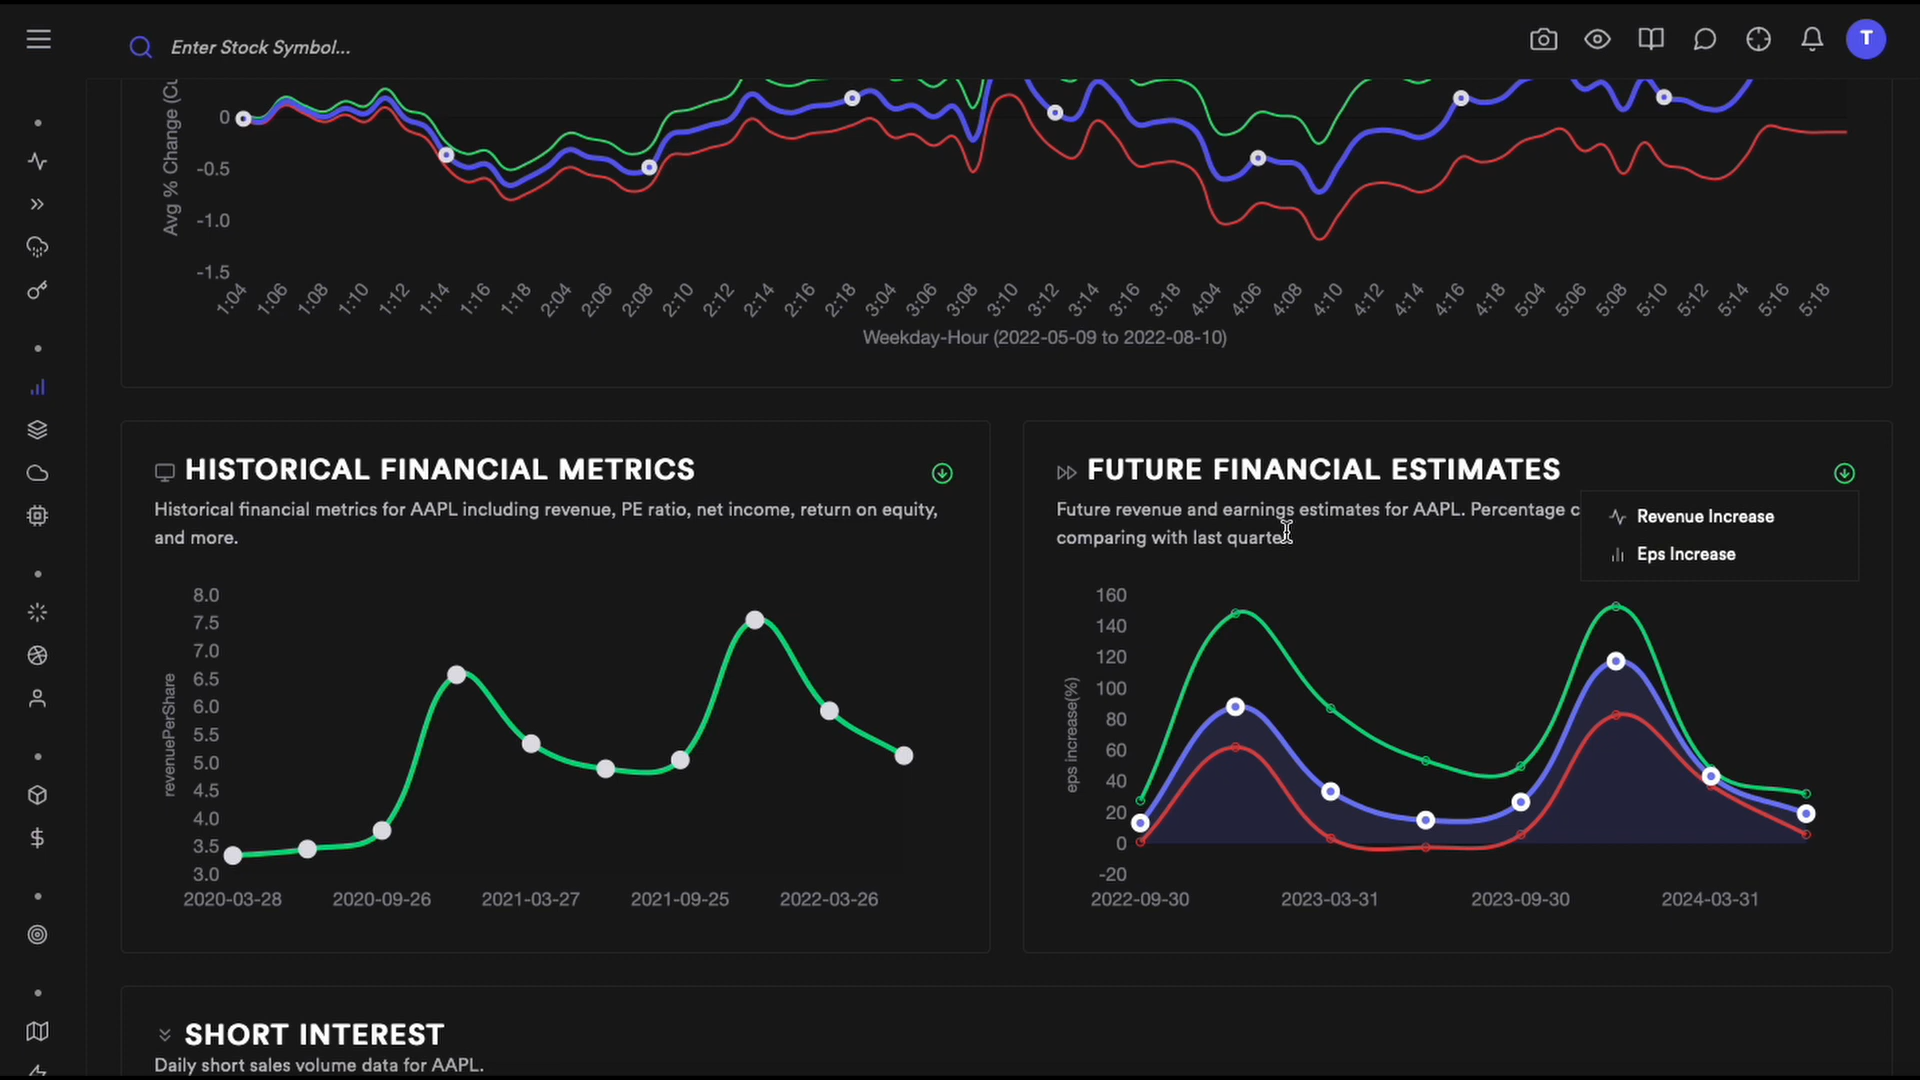 Enter Stock Symbol...
T
Avg % Change (Cu
0
-0.5
-1.0
-1.5
1:04 1:06 1:08 1:10 1:12 1:14 1:16 1:18 2:04 2:06 2:08 2:10 2:12 2:14 2:16 2:18 3:04 3:06 3:08 3:10 3:12 3:14 3:16 3:18 4:04 4:06 4:08 4:10 4:12 4:14 4:16 4:18 5:04 5:06 5:08 5:10 5:12 5:14 5:16 5:18
Weekday-Hour (2022-05-09 to 2022-08-10)
HISTORICAL FINANCIAL METRICS
Historical financial metrics for AAPL including revenue, PE ratio, net income, return on equity,
and more.
revenuePerShare
8.0
7.5
7.0
6.5
6.0
5.5
5.0
4.5
4.0
3.5
3.0
2020-03-28 2020-09-26 2021-03-27 2021-09-25 2022-03-26
FUTURE FINANCIAL ESTIMATES
Future revenue and earnings estimates for AAPL. Percentage c
comparing with last quarter
Revenue Increase
Eps Increase
eps increase(%)
160
140
120
100
80
60
40
20
0
-20
2022-09-30 2023-03-31 2023-09-30 2024-03-31
SHORT INTEREST
Daily short sales volume data for AAPL.